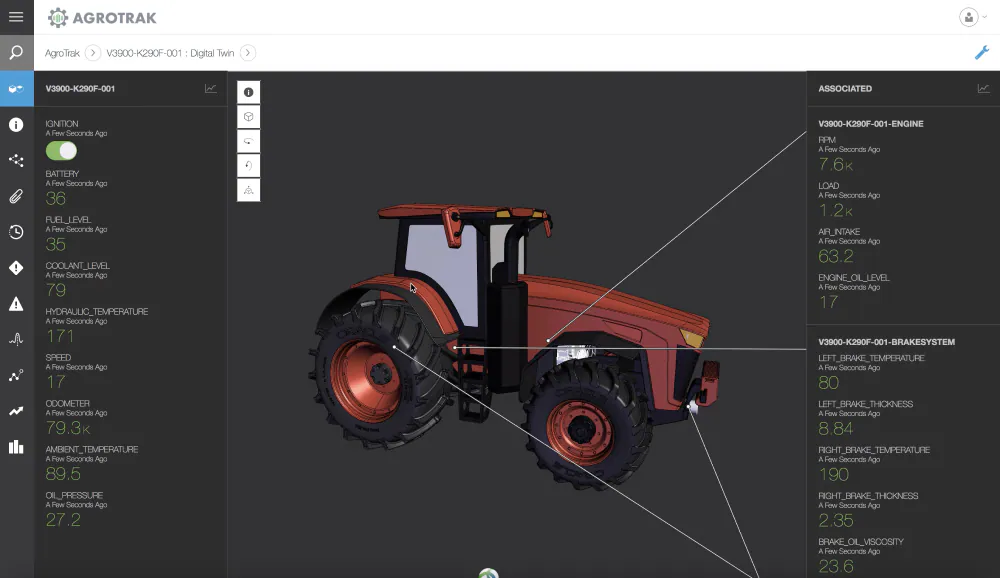 AGROTRAK
AgroTrak
V3900-K290F-001 : Digital Twin
V3900-K290F-001
IGNITION
A Few Seconds Ago
BATTERY
A Few Seconds Ago
36
FUEL_LEVEL
A Few Seconds Ago
35
COOLANT_LEVEL
A Few Seconds Ago
79
HYDRAULIC_TEMPERATURE
A Few Seconds Ago
171
SPEED
A Few Seconds Ago
17
ODOMETER
A Few Seconds Ago
79.3K
AMBIENT_TEMPERATURE
A Few Seconds Ago
89.5
OIL_PRESSURE
A Few Seconds Ago
27.2
ASSOCIATED
V3900-K290F-001-ENGINE
RPM
A Few Seconds Ago
7.6K
LOAD
A Few Seconds Ago
1.2K
AIR_INTAKE
A Few Seconds Ago
63.2
ENGINE_OIL_LEVEL
A Few Seconds Ago
17
V3900-K290F-001-BRAKESYSTEM
LEFT_BRAKE_TEMPERATURE
A Few Seconds Ago
80
LEFT_BRAKE_THICKNESS
A Few Seconds Ago
8.84
RIGHT_BRAKE_TEMPERATURE
A Few Seconds Ago
190
RIGHT_BRAKE_THICKNESS
A Few Seconds Ago
2.35
BRAKE_OIL_VISCOSITY
A Few Seconds Ago
23.6